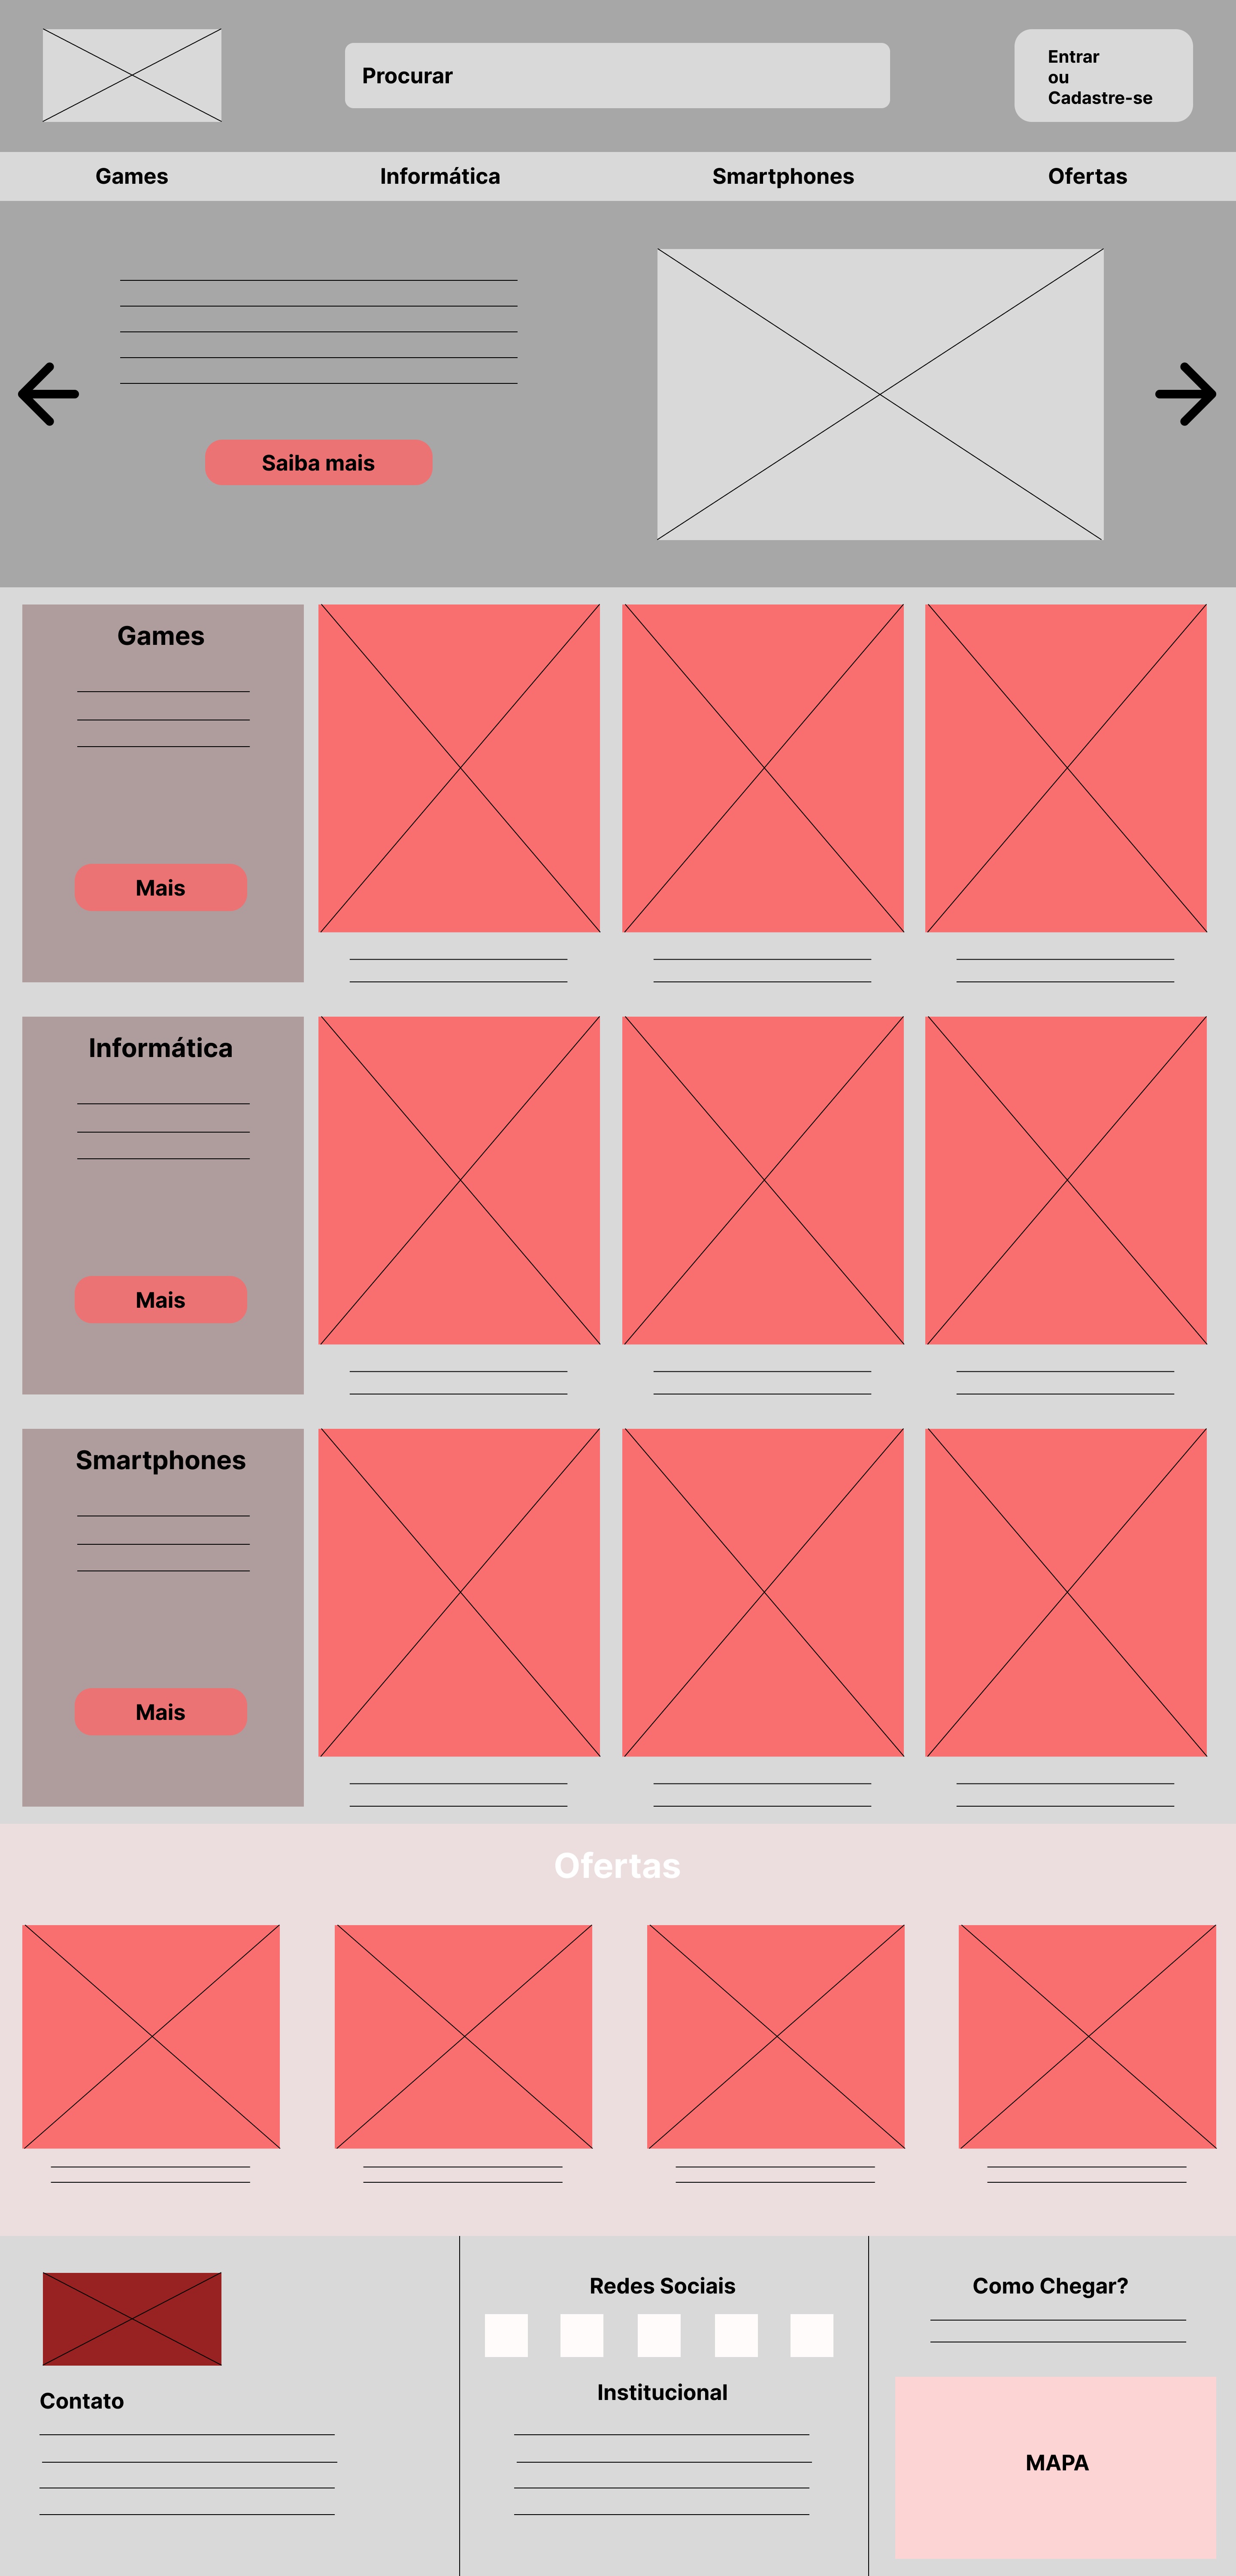 Procurar
Entrar
ou
Cadastre-se
Games
Informática
Smartphones
Ofertas
Saiba mais
Games
Mais
Informática
Mais
Smartphones
Mais
Ofertas
Contato
Redes Sociais
Institucional
Como Chegar?
MAPA